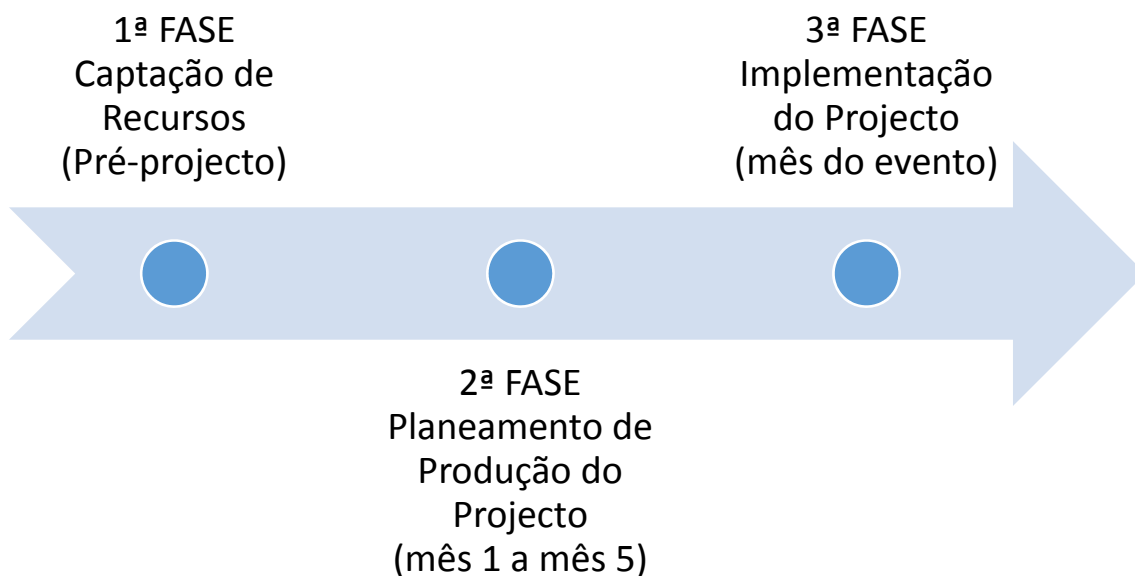 1ª FASE
Captação de
Recursos
(Pré-projecto)
2ª FASE
Planeamento de
Produção do
Projecto
(mês 1 a mês 5)
3ª FASE
Implementação
do Projecto
(mês do evento)